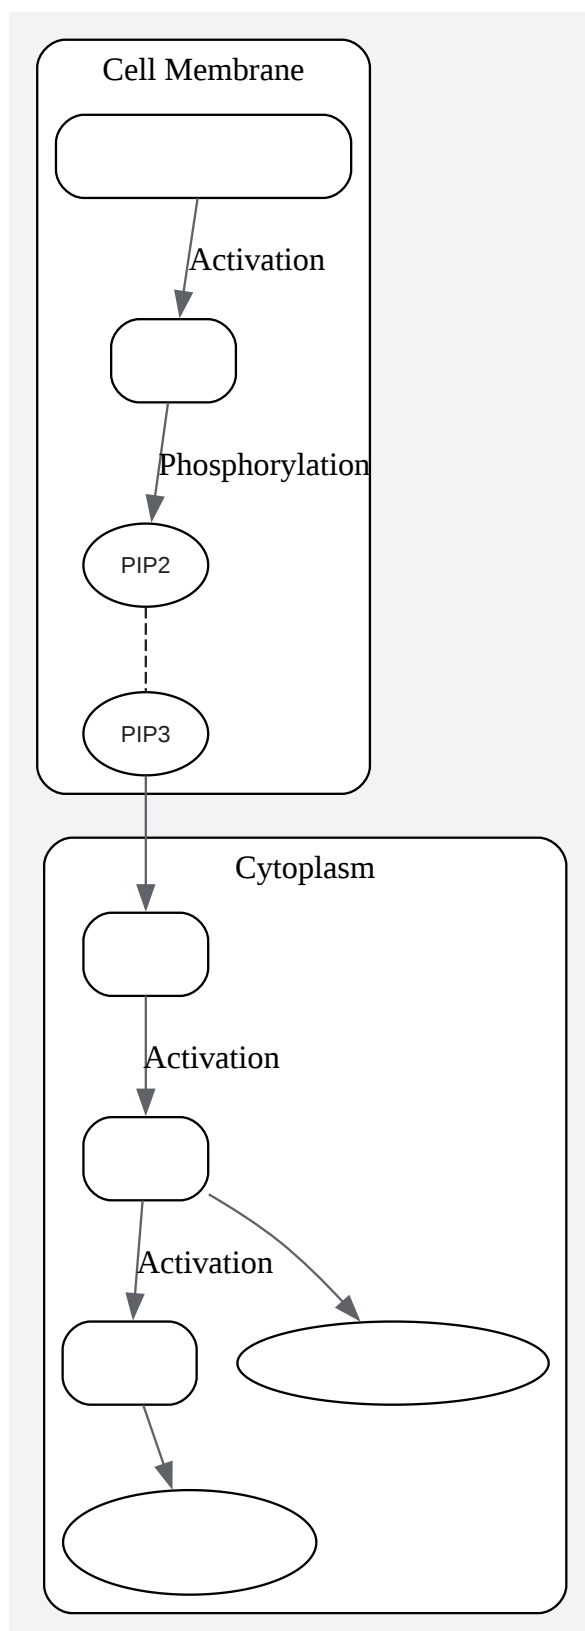 Cell Membrane
Activation
Phosphorylation
PIP2
PIP3
Cytoplasm
Activation
Activation